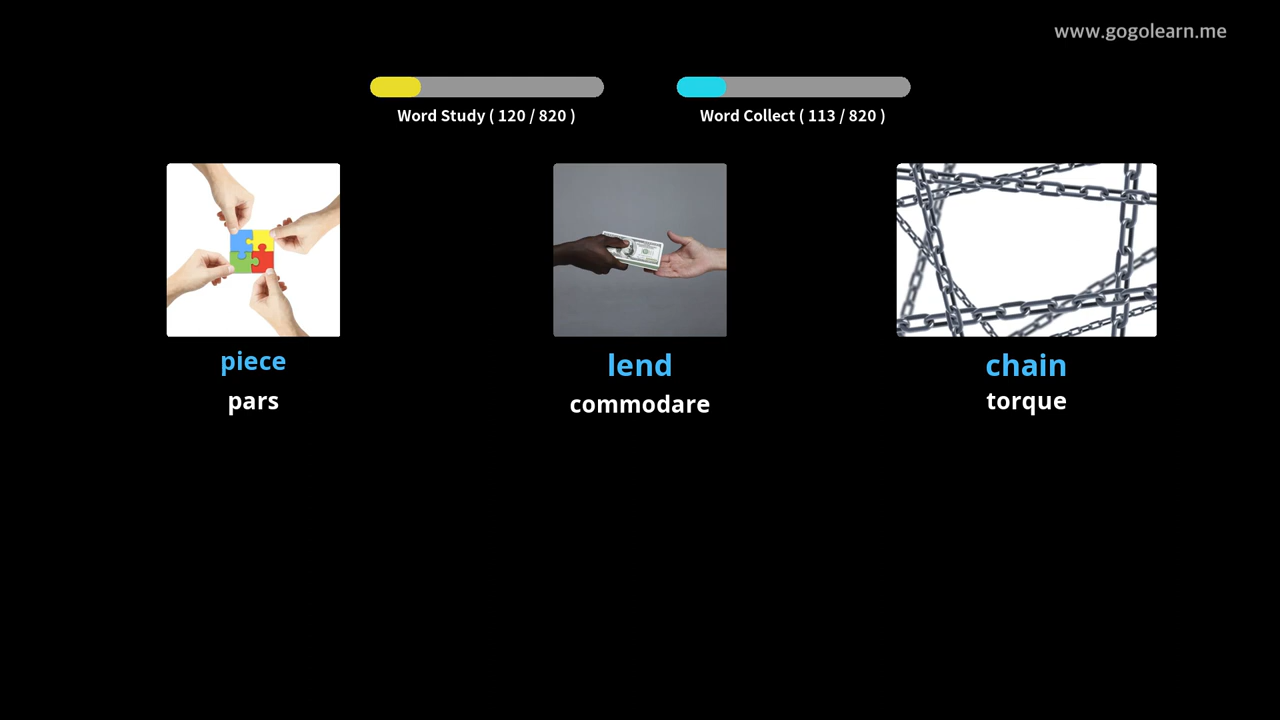 www.gogolearn.me
Word Study ( 120 / 820 )
Word Collect ( 113 / 820 )
piece
lend
chain
pars
commodare
torque